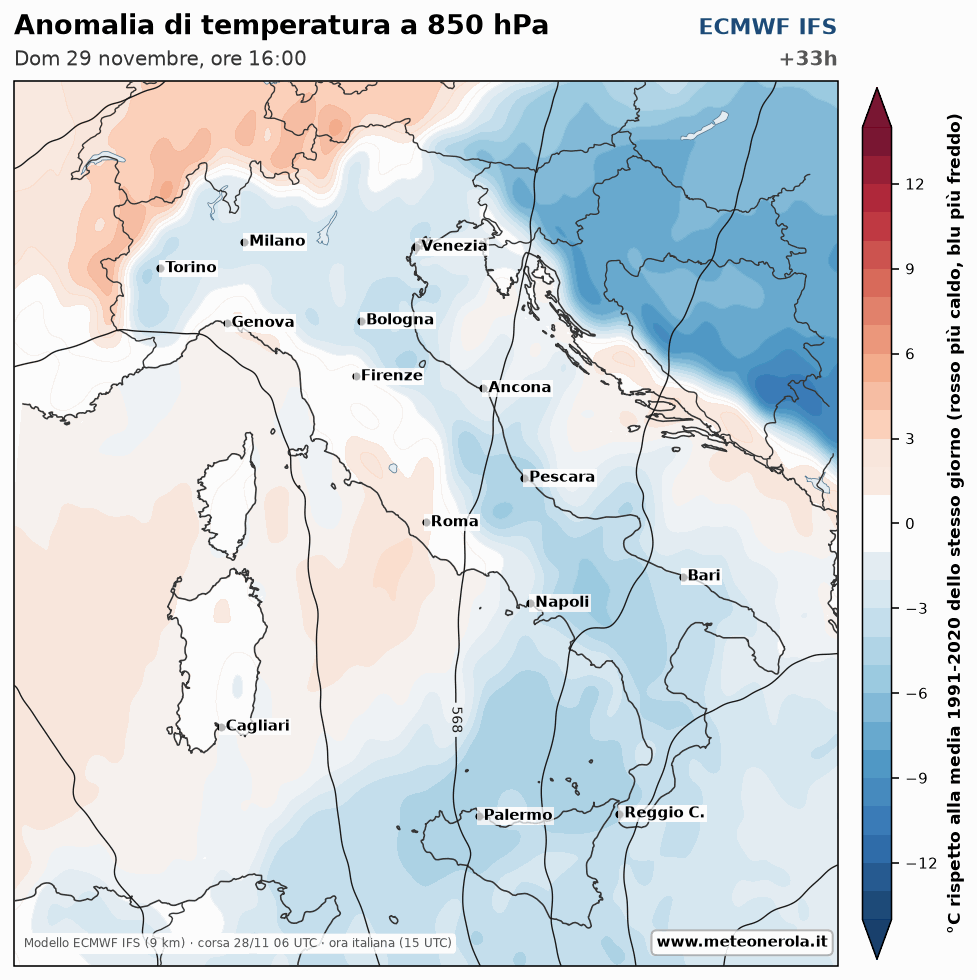 Anomalia di temperatura a 850 hPa
ECMWF IFS
Dom 29 novembre, ore 16:00
+33h
Milano
Venezia
Torino
Genova
Bologna
Firenze
Ancona
Pescara
Roma
Bari
Napoli
568
Cagliari
Palermo
Reggio C.
12
9
6
3
0
−3
−6
−9
−12
°C rispetto alla media 1991-2020 dello stesso giorno (rosso più caldo, blu più freddo)
Modello ECMWF IFS (9 km) · corsa 28/11 06 UTC · ora italiana (15 UTC)
www.meteonerola.it